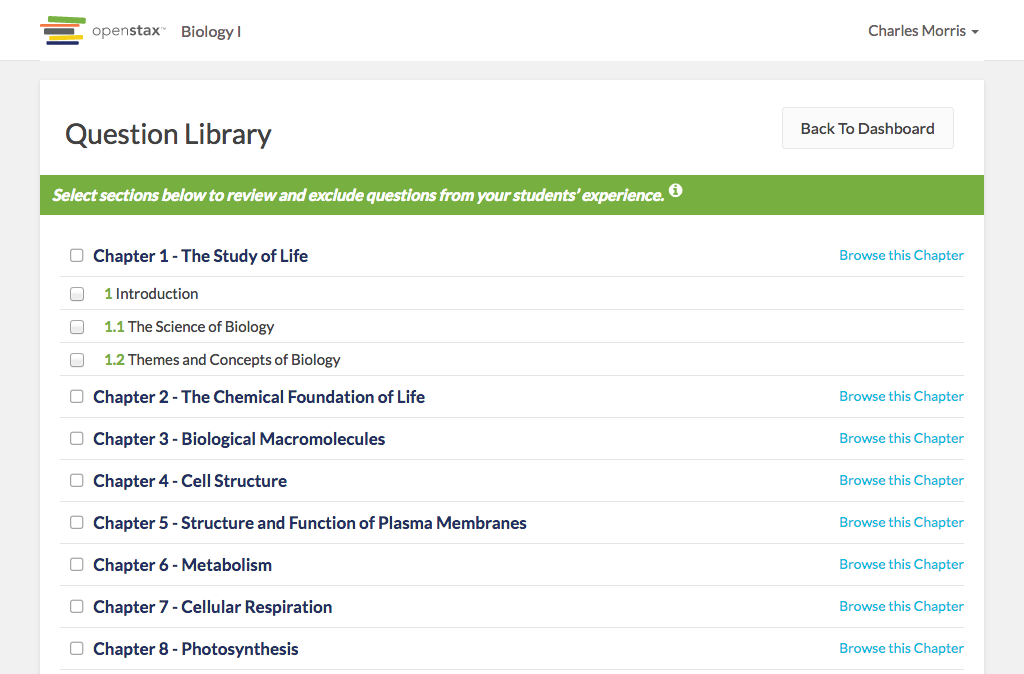 openstax™ Biology I
Charles Morris
Question Library
Back To Dashboard
Select sections below to review and exclude questions from your students’ experience.
Chapter 1 - The Study of Life
Browse this Chapter
1 Introduction
1.1 The Science of Biology
1.2 Themes and Concepts of Biology
Chapter 2 - The Chemical Foundation of Life
Browse this Chapter
Chapter 3 - Biological Macromolecules
Browse this Chapter
Chapter 4 - Cell Structure
Browse this Chapter
Chapter 5 - Structure and Function of Plasma Membranes
Browse this Chapter
Chapter 6 - Metabolism
Browse this Chapter
Chapter 7 - Cellular Respiration
Browse this Chapter
Chapter 8 - Photosynthesis
Browse this Chapter